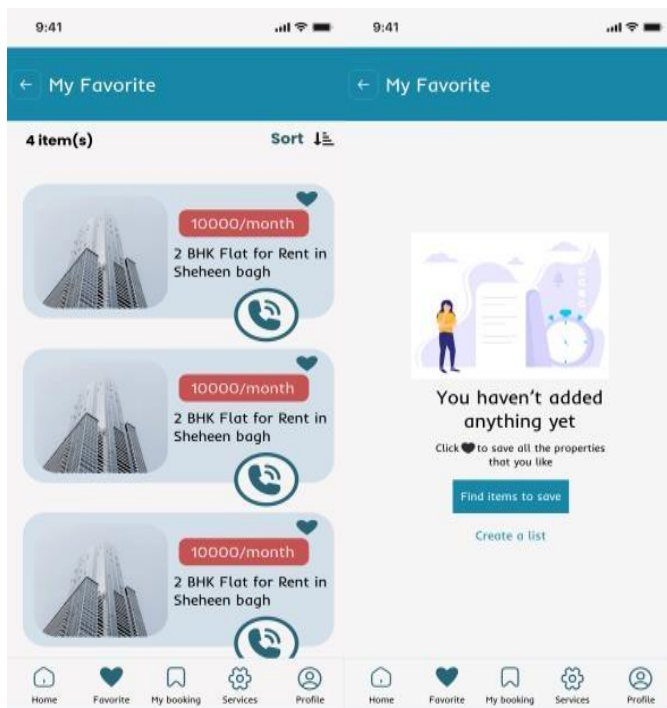 9:41
My Favorite
4 item(s)
Sort
10000/month
2 BHK Flat for Rent in
Sheheen bagh
10000/month
2 BHK Flat for Rent in
Sheheen bagh
10000/month
2 BHK Flat for Rent in
Sheheen bagh
Home Favorite My booking Services Profile
9:41
My Favorite
You haven't added
anything yet
Click to save all the properties
that you like
Find items to save
Create a list
Home Favorite My booking Services Profile